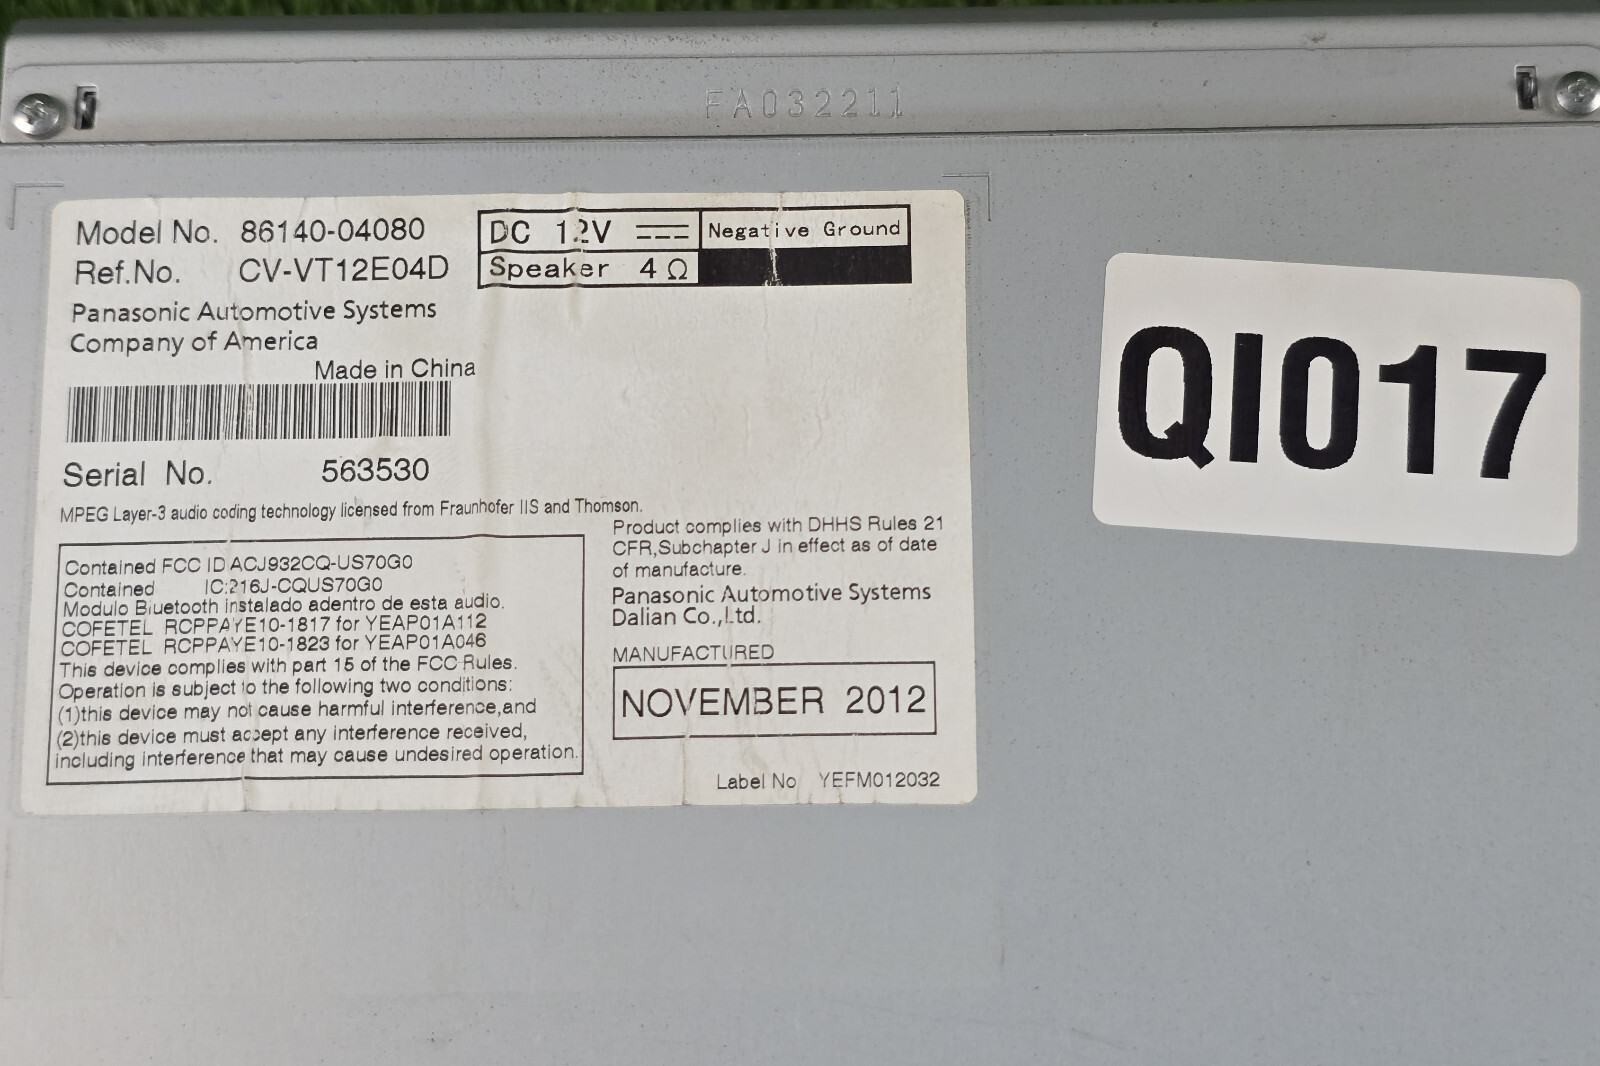 FA032211
Model No. 86140-04080
Ref.No. CV-VT12E04D
DC 12V Negative Ground
Speaker 4Ω
Panasonic Automotive Systems
Company of America
Made in China
Serial No. 563530
MPEG Layer-3 audio coding technology licensed from Fraunhofer IIS and Thomson.
Contained FCC ID ACJ932CQ-US70G0
Contained IC:216J-CQUS70G0
Modulo Bluetooth instalado adentro de esta audio.
COFETEL RCPPAYE10-1817 for YEAP01A112
COFETEL RCPPAYE10-1823 for YEAP01A046
This device complies with part 15 of the FCC Rules.
Operation is subject to the following two conditions:
(1)this device may not cause harmful interference,and
(2)this device must accept any interference received,
including interference that may cause undesired operation.
Product complies with DHHS Rules 21
CFR,Subchapter J in effect as of date
of manufacture.
Panasonic Automotive Systems
Dalian Co.,Ltd.
MANUFACTURED
NOVEMBER 2012
Label No YEFM012032
QI017